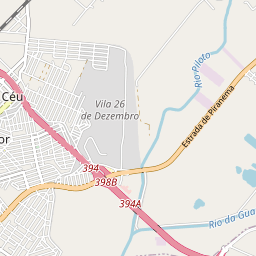 Rio Piloto
Vila 26
de Dezembro
Céu
Estrada de Piranema
or
394
398B
394A
Rio da Gua